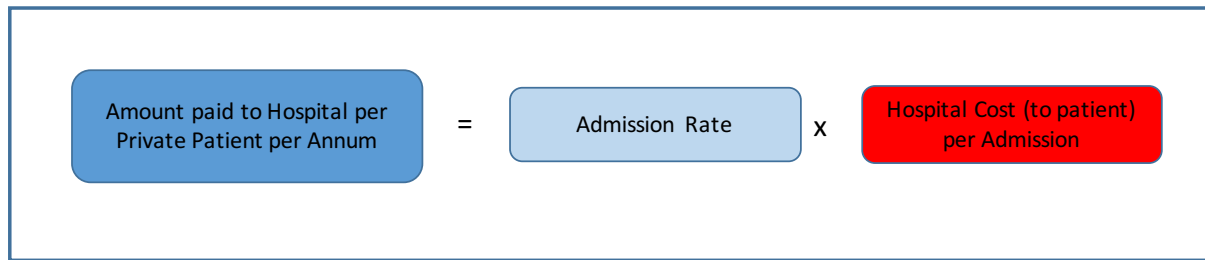 Amount paid to Hospital per
Private Patient per Annum
=
Admission Rate
x
Hospital Cost (to patient)
per Admission